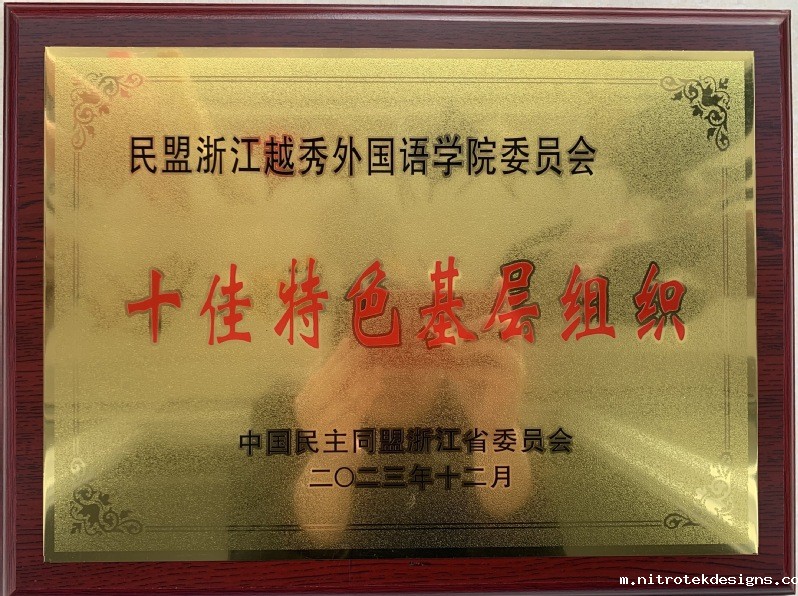 民盟浙江越秀外国语学院委员会
十佳特色基层组织
中国民主同盟浙江省委员会
二〇二三年十二月
m.nitrotekdesigns.co